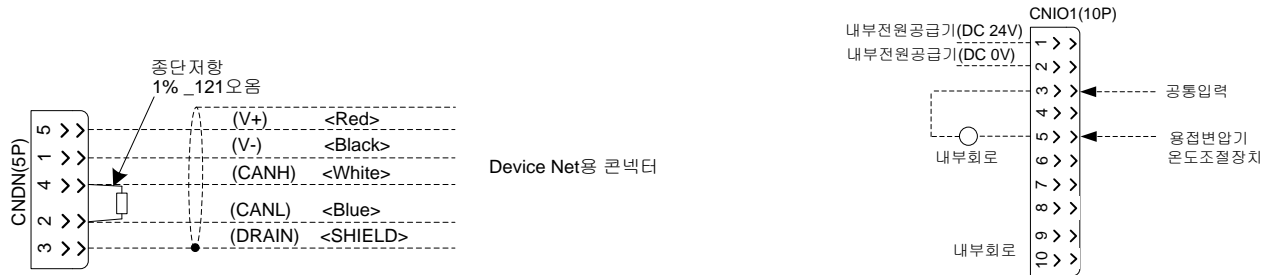 종단저항
1% _121오옴
CNDN(5P)
5 (V+) <Red>
1 (V-) <Black>
4 (CANH) <White>
2 (CANL) <Blue>
3 (DRAIN) <SHIELD>
Device Net용 콘넥터
CNIO1(10P)
내부전원공급기(DC 24V) 1
내부전원공급기(DC 0V) 2
3 공통입력
4
5 용접변압기
온도조절장치
내부회로
6
7
8
9
내부회로
10